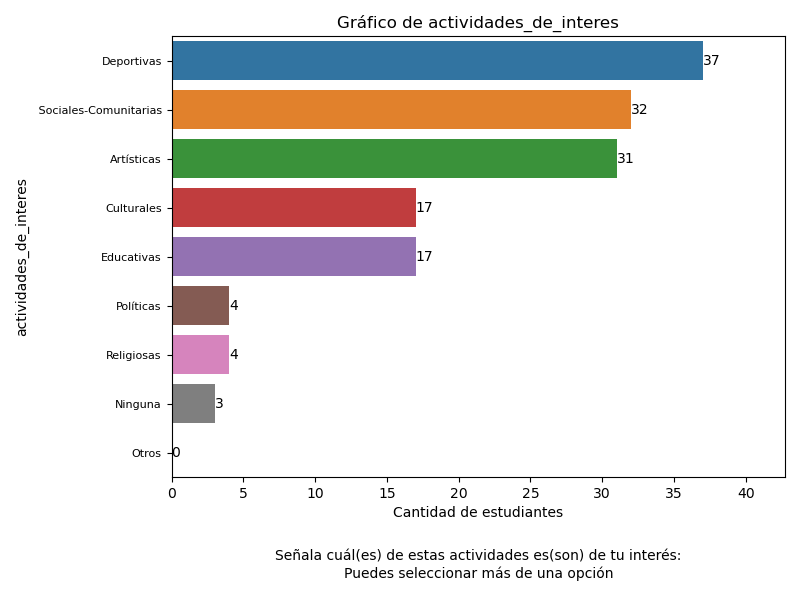 Gráfico de actividades_de_interes
actividades_de_interes
Deportivas 37
Sociales-Comunitarias 32
Artísticas 31
Culturales 17
Educativas 17
Políticas 4
Religiosas 4
Ninguna 3
Otros 0
0 5 10 15 20 25 30 35 40
Cantidad de estudiantes
Señala cuál(es) de estas actividades es(son) de tu interés:
Puedes seleccionar más de una opción